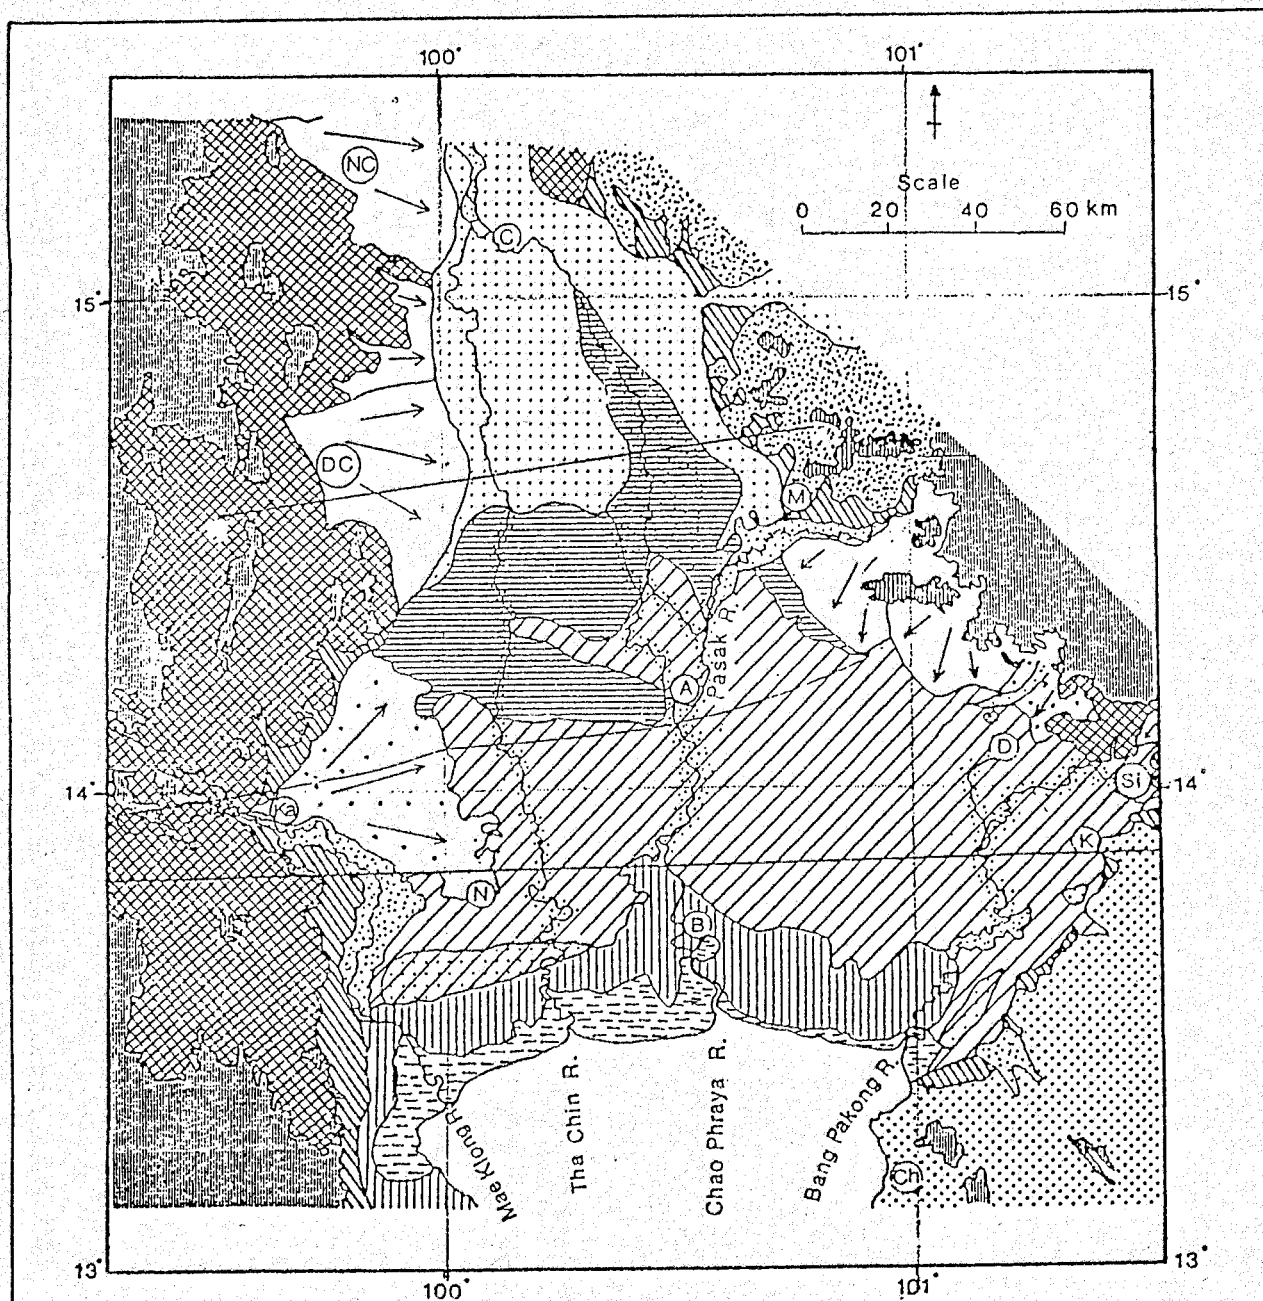 100°
101°
NC
Scale
0 20 40 60 km
C
15°
15°
DC
M
Pasak R.
A
D
Si
14°
14°
Ka
K
N
B
Mae Klong R.
Tha Chin R.
Chao Phraya R.
Bang Pakong R.
Ch
13°
13°
100°
101°